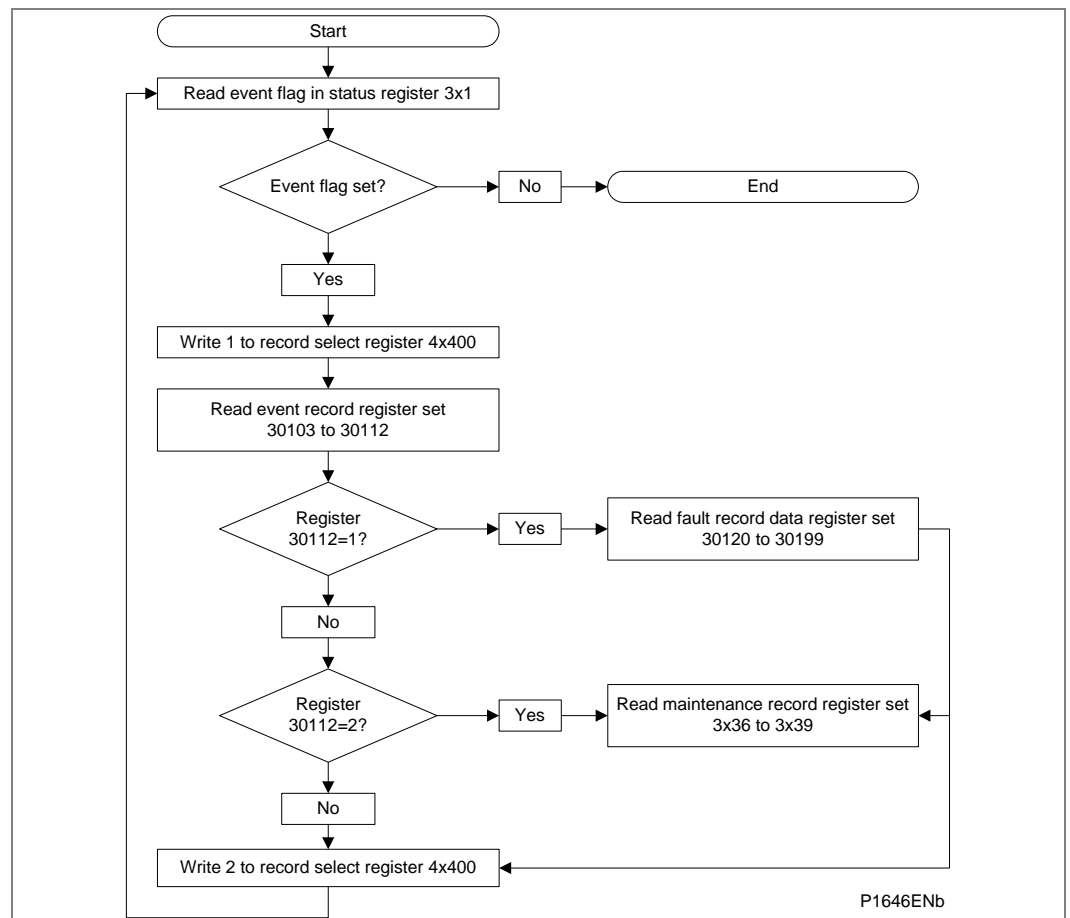 Start
Read event flag in status register 3x1
Event flag set?
No
End
Yes
Write 1 to record select register 4x400
Read event record register set
30103 to 30112
Register
30112=1?
Yes
Read fault record data register set
30120 to 30199
No
Register
30112=2?
Yes
Read maintenance record register set
3x36 to 3x39
No
Write 2 to record select register 4x400
P1646ENb